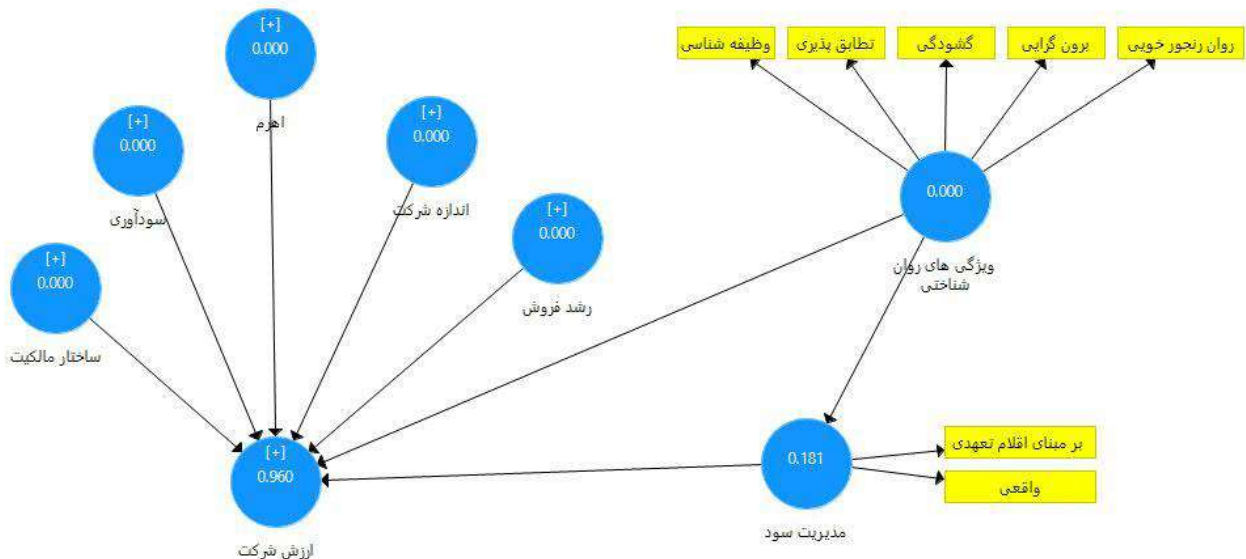 [+]
0.000
اهرم
[+]
0.000
سودآوری
[+]
0.000
اندازه شرکت
[+]
0.000
رشد فروش
[+]
0.000
ساختار مالکیت
[+]
0.960
ارزش شرکت
روان رنجور خویی
برون گرایی
گشودگی
تطابق پذیری
وظیفه شناسی
0.000
ویژگی های روان
شناختی
0.181
مدیریت سود
بر مبنای اقلام تعهدی
واقعی